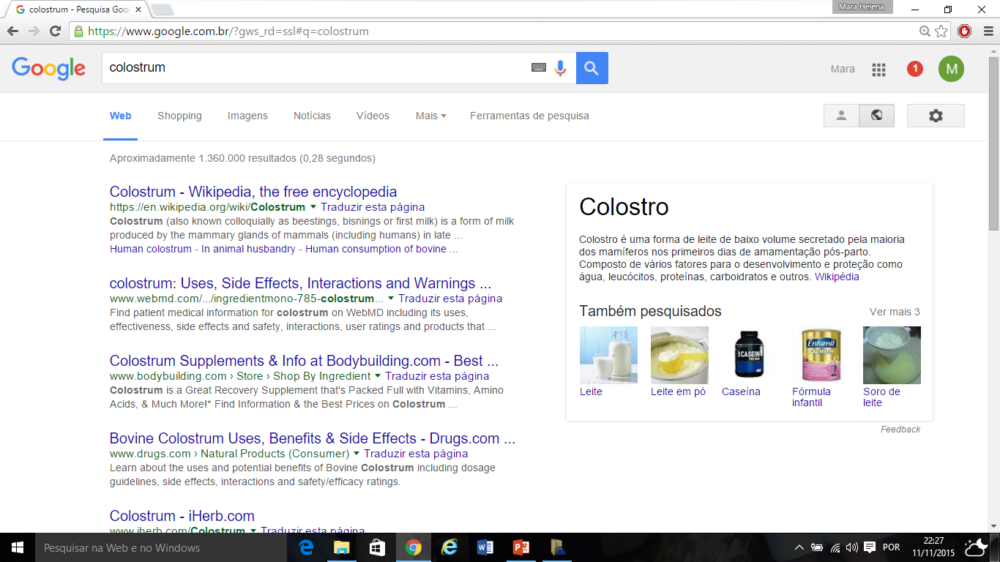 colostrum - Pesquisa Goo
Mara Helena
https://www.google.com.br/?gws_rd=ssl#q=colostrum
Google
colostrum
Mara
1
M
Web
Shopping
Imagens
Notícias
Vídeos
Mais
Ferramentas de pesquisa
Aproximadamente 1.360.000 resultados (0,28 segundos)
Colostrum - Wikipedia, the free encyclopedia
https://en.wikipedia.org/wiki/Colostrum Traduzir esta página
Colostrum (also known colloquially as beestings, bisnings or first milk) is a form of milk
produced by the mammary glands of mammals (including humans) in late ...
Human colostrum - In animal husbandry - Human consumption of bovine ...
colostrum: Uses, Side Effects, Interactions and Warnings ...
www.webmd.com/.../ingredientmono-785-colostrum... Traduzir esta página
Find patient medical information for colostrum on WebMD including its uses,
effectiveness, side effects and safety, interactions, user ratings and products that ...
Colostrum Supplements & Info at Bodybuilding.com - Best ...
www.bodybuilding.com › Store › Shop By Ingredient Traduzir esta página
Colostrum is a Great Recovery Supplement that's Packed Full with Vitamins, Amino
Acids, & Much More!* Find Information & the Best Prices on Colostrum ...
Bovine Colostrum Uses, Benefits & Side Effects - Drugs.com ...
www.drugs.com › Natural Products (Consumer) Traduzir esta página
Learn about the uses and potential benefits of Bovine Colostrum including dosage
guidelines, side effects, interactions and safety/efficacy ratings.
Colostrum - iHerb.com
www.iherb.com/Colostrum Traduzir esta página
Colostro
Colostro é uma forma de leite de baixo volume secretado pela maioria
dos mamíferos nos primeiros dias de amamentação pós-parto.
Composto de vários fatores para o desenvolvimento e proteção como
água, leucócitos, proteínas, carboidratos e outros. Wikipédia
Também pesquisados
Ver mais 3
CASEIN
Enfamil
PREMIUM
2
Leite
Leite em pó
Caseína
Fórmula
infantil
Soro de
leite
Feedback
Pesquisar na Web e no Windows
POR
22:27
11/11/2015